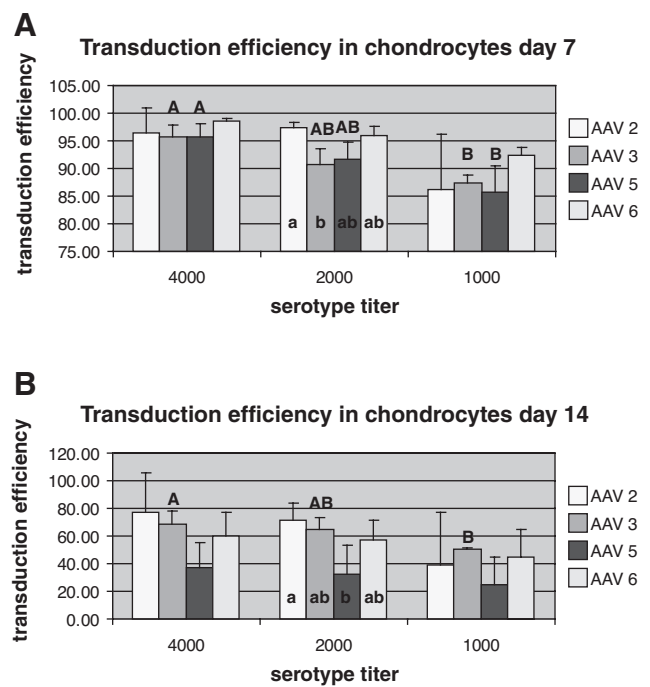 A
Transduction efficiency in chondrocytes day 7
transduction efficiency
105.00
100.00
95.00
90.00
85.00
80.00
75.00
A A
AB AB
B B
a b ab ab
4000 2000 1000
serotype titer
AAV 2
AAV 3
AAV 5
AAV 6
B
Transduction efficiency in chondrocytes day 14
transduction efficiency
120.00
100.00
80.00
60.00
40.00
20.00
0.00
A
AB
B
a ab b ab
4000 2000 1000
serotype titer
AAV 2
AAV 3
AAV 5
AAV 6